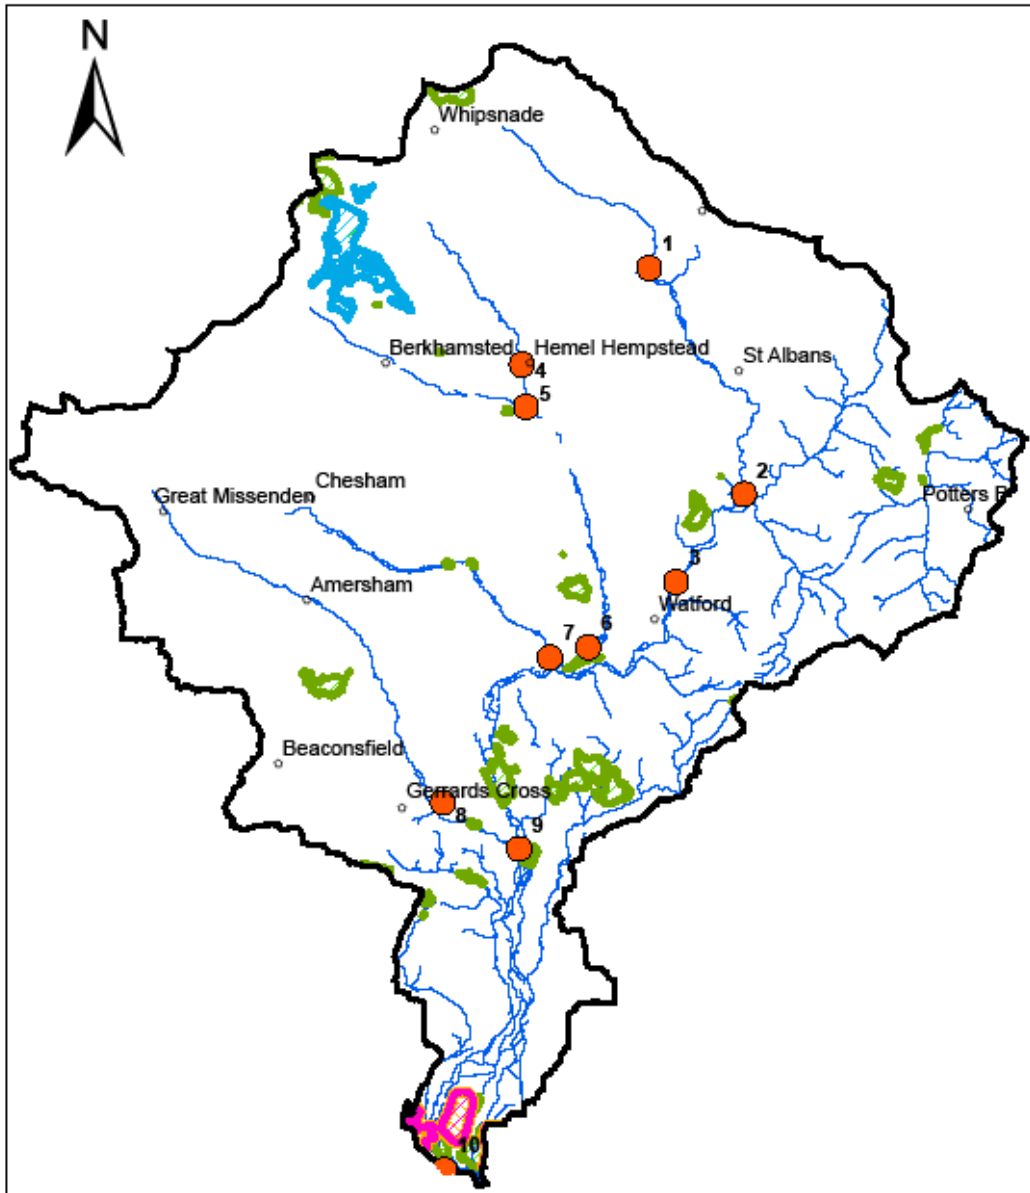 N
Whipsnade
1
Berkhamsted
Hemel Hempstead
St Albans
4
5
2
Chesham
Great Missenden
Potters B
3
Amersham
Watford
6
7
Beaconsfield
Gerrards Cross
8
9
10